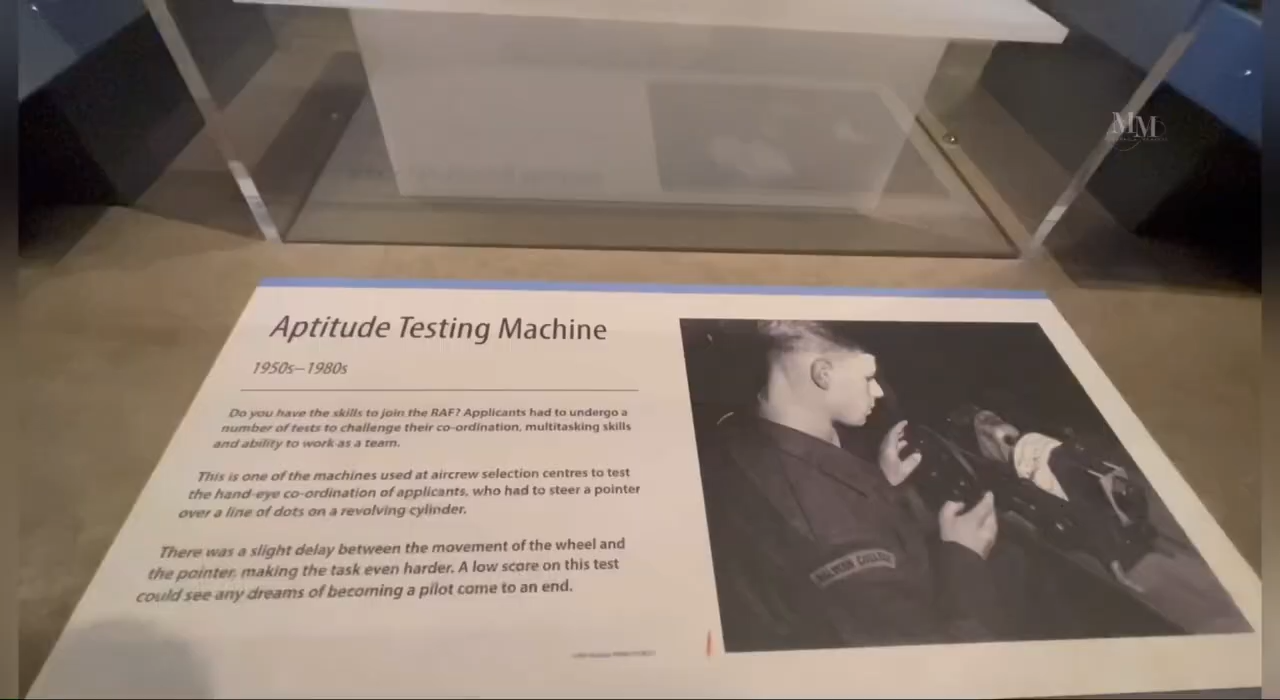 MM
Aptitude Testing Machine
1950s–1980s
Do you have the skills to join the RAF? Applicants had to undergo a
number of tests to challenge their co-ordination, multitasking skills
and ability to work as a team.
This is one of the machines used at aircrew selection centres to test
the hand-eye co-ordination of applicants, who had to steer a pointer
over a line of dots on a revolving cylinder.
There was a slight delay between the movement of the wheel and
the pointer, making the task even harder. A low score on this test
could see any dreams of becoming a pilot come to an end.
MALVERN COLLEGE